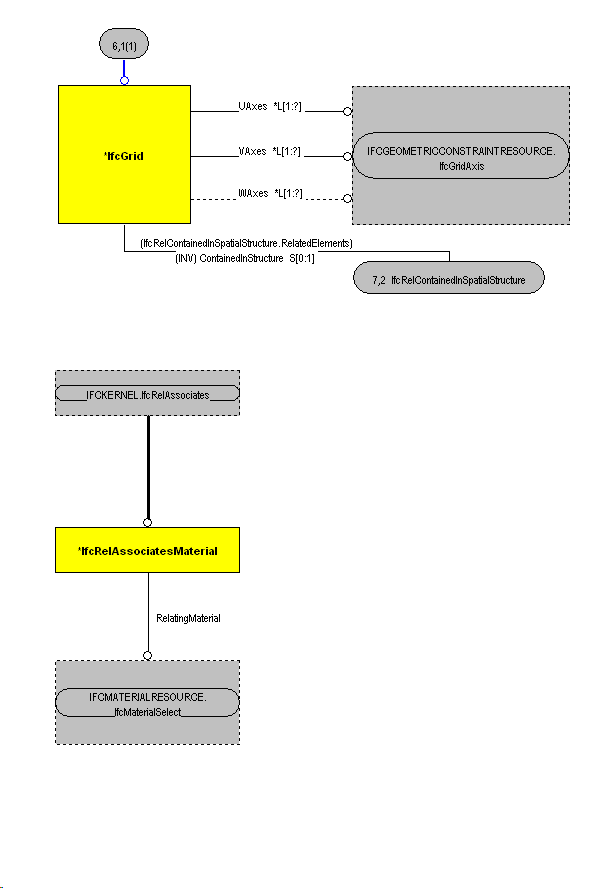 6,1(1)
*IfcGrid
UAxes *L[1:?]
VAxes *L[1:?]
WAxes *L[1:?]
IFCGEOMETRICCONSTRAINTRESOURCE.
IfcGridAxis
(IfcRelContainedInSpatialStructure.RelatedElements)
(INV) ContainedInStructure S[0:1]
7,2 IfcRelContainedInSpatialStructure
IFCKERNEL.IfcRelAssociates
*IfcRelAssociatesMaterial
RelatingMaterial
IFCMATERIALRESOURCE.
IfcMaterialSelect